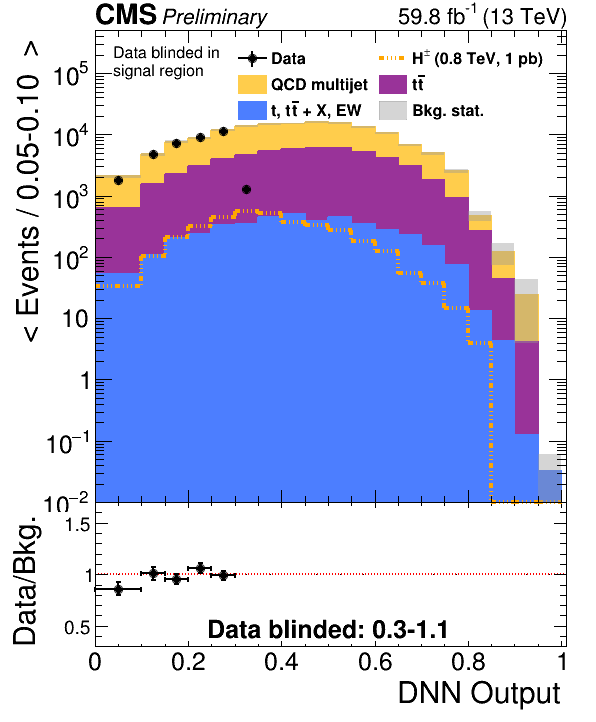 CMS Preliminary 59.8 fb⁻¹ (13 TeV)
Data blinded in
signal region
Data
H± (0.8 TeV, 1 pb)
QCD multijet
tt̅
t, tt̅ + X, EW
Bkg. stat.
< Events / 0.05-0.10 >
10⁵
10⁴
10³
10²
10
1
10⁻¹
10⁻²
Data/Bkg.
1.5
1
0.5
Data blinded: 0.3-1.1
0 0.2 0.4 0.6 0.8 1
DNN Output